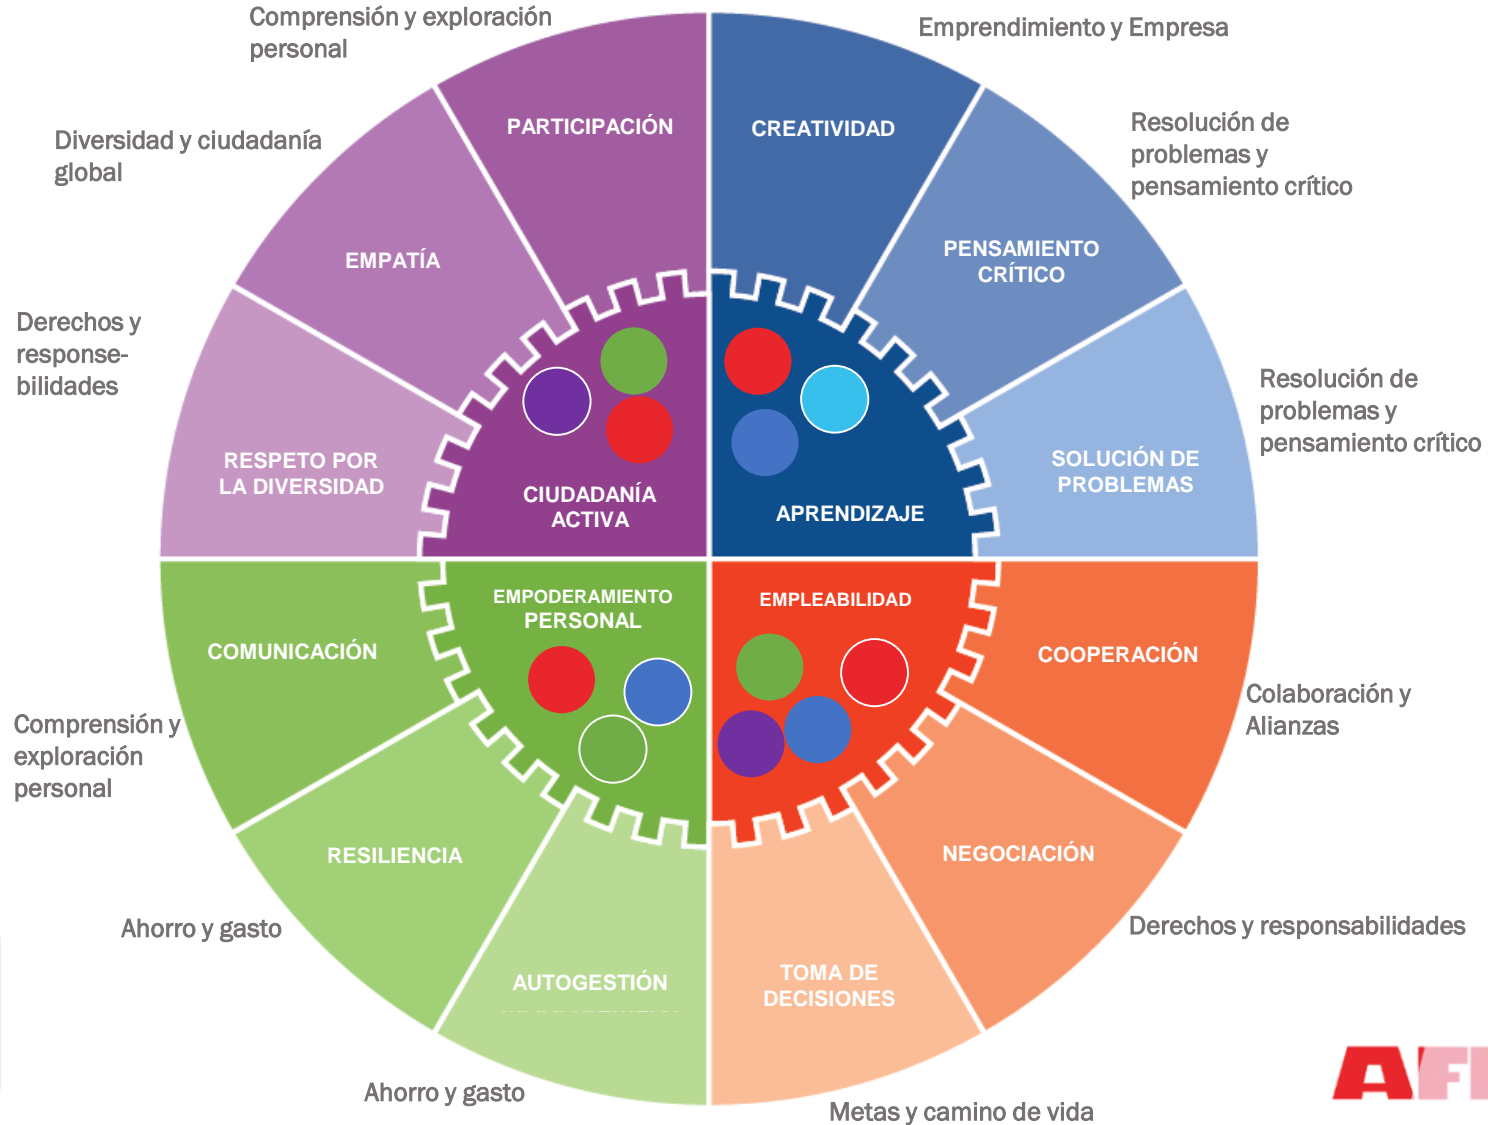 Comprensión y exploración
personal
Emprendimiento y Empresa
PARTICIPACIÓN
CREATIVIDAD
Diversidad y ciudadanía
global
Resolución de
problemas y
pensamiento crítico
EMPATÍA
PENSAMIENTO
CRÍTICO
Derechos y
response-
bilidades
Resolución de
problemas y
pensamiento crítico
RESPETO POR
LA DIVERSIDAD
SOLUCIÓN DE
PROBLEMAS
CIUDADANÍA
ACTIVA
APRENDIZAJE
EMPODERAMIENTO
PERSONAL
EMPLEABILIDAD
COMUNICACIÓN
COOPERACIÓN
Comprensión y
exploración
personal
Colaboración y
Alianzas
RESILIENCIA
NEGOCIACIÓN
Ahorro y gasto
Derechos y responsabilidades
AUTOGESTIÓN
TOMA DE
DECISIONES
Ahorro y gasto
Metas y camino de vida